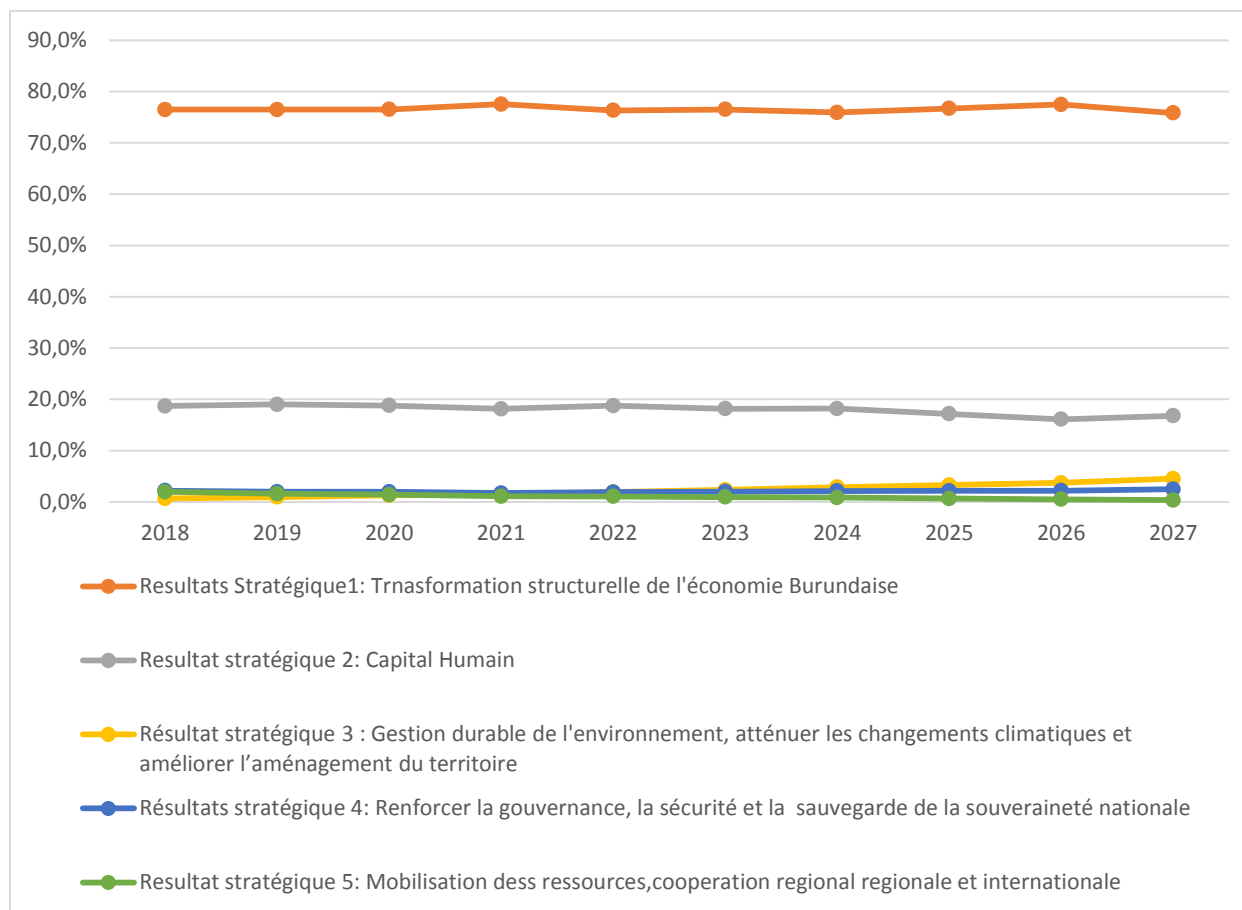 90,0%
80,0%
70,0%
60,0%
50,0%
40,0%
30,0%
20,0%
10,0%
0,0%
2018 2019 2020 2021 2022 2023 2024 2025 2026 2027
Resultats Stratégique1: Trnasformation structurelle de l'économie Burundaise
Resultat stratégique 2: Capital Humain
Résultat stratégique 3 : Gestion durable de l'environnement, atténuer les changements climatiques et
améliorer l’aménagement du territoire
Résultats stratégique 4: Renforcer la gouvernance, la sécurité et la sauvegarde de la souveraineté nationale
Resultat stratégique 5: Mobilisation dess ressources,cooperation regional regionale et internationale